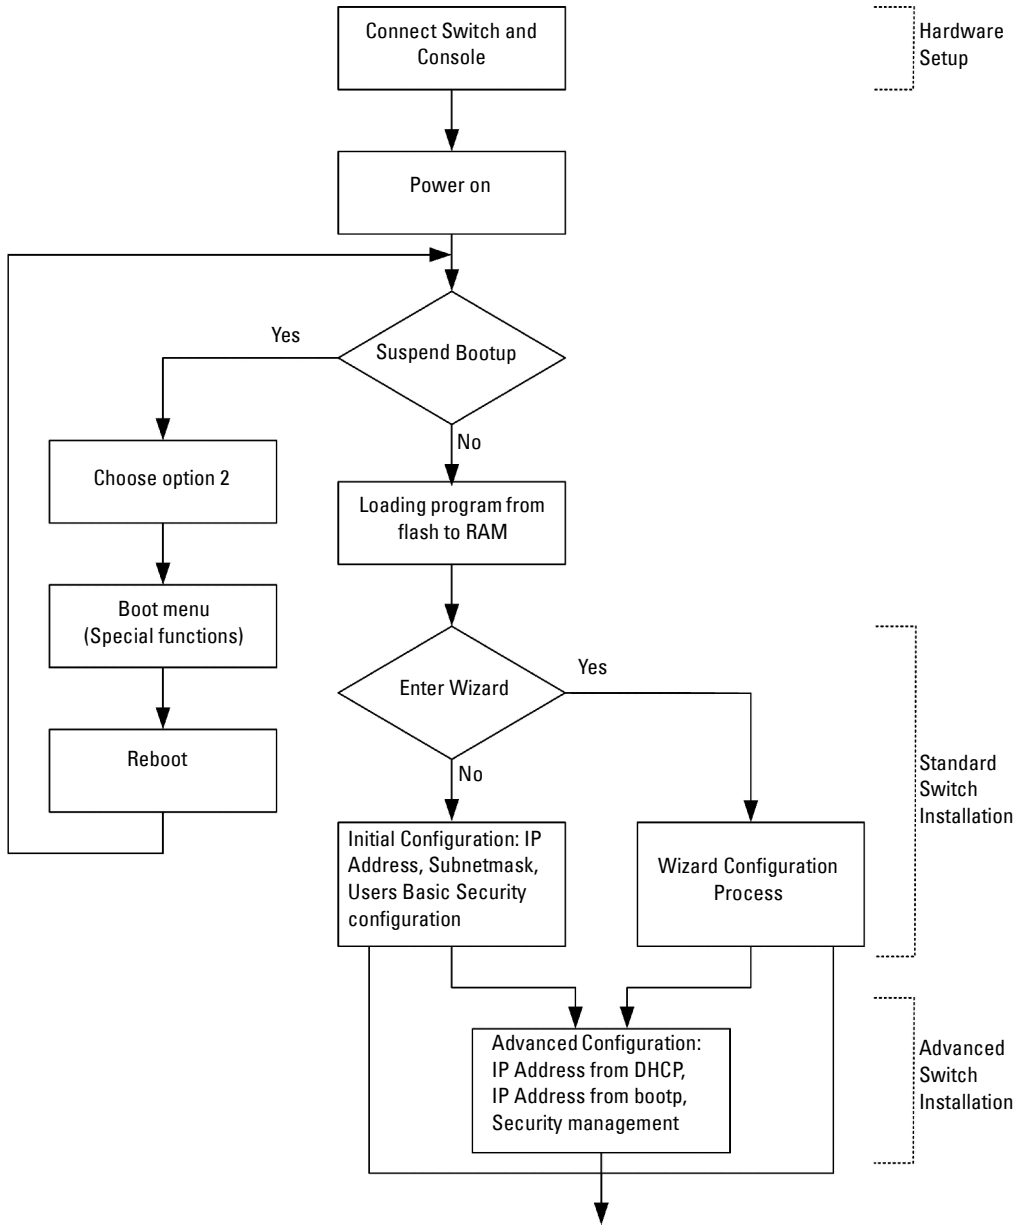 Connect Switch and
Console
Hardware
Setup
Power on
Yes
Suspend Bootup
No
Choose option 2
Loading program from
flash to RAM
Boot menu
(Special functions)
Yes
Enter Wizard
Reboot
No
Standard
Switch
Installation
Initial Configuration: IP
Address, Subnetmask,
Users Basic Security
configuration
Wizard Configuration
Process
Advanced Configuration:
IP Address from DHCP,
IP Address from bootp,
Security management
Advanced
Switch
Installation